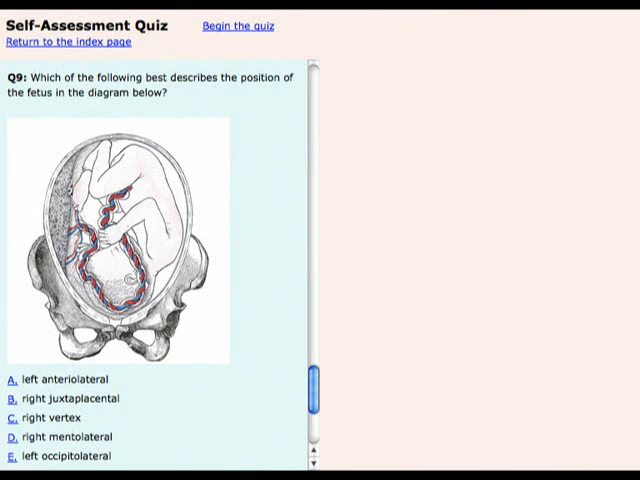 Self-Assessment Quiz
Begin the quiz
Return to the index page
Q9: Which of the following best describes the position of
the fetus in the diagram below?
A. left anteriolateral
B. right juxtaplacental
C. right vertex
D. right mentolateral
E. left occipitolateral